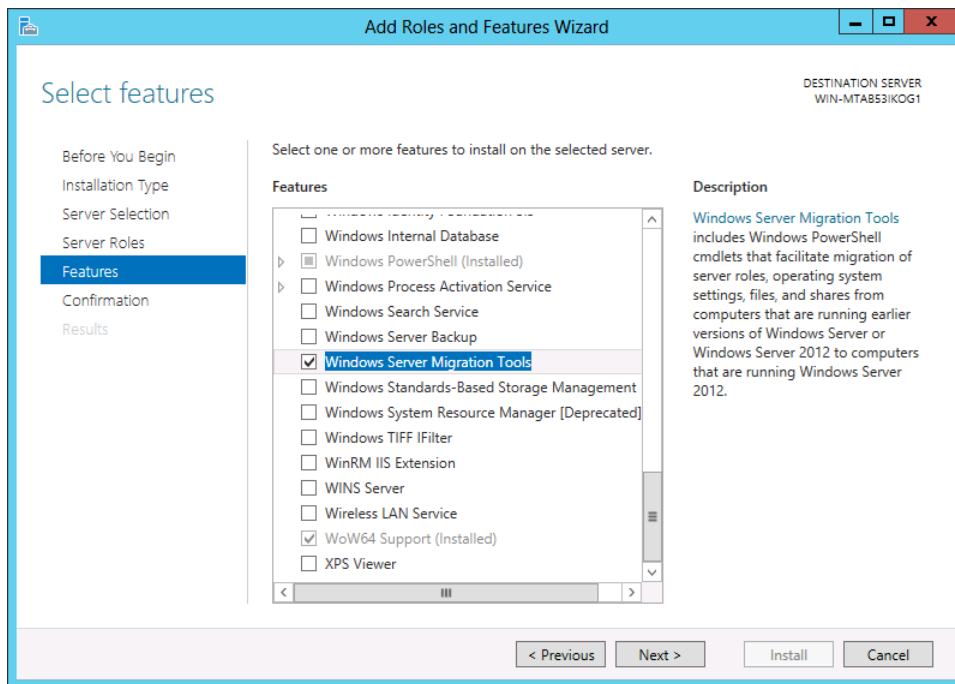 Add Roles and Features Wizard
Select features
DESTINATION SERVER
WIN-MTAB53IKOG1
Before You Begin
Installation Type
Server Selection
Server Roles
Features
Confirmation
Results
Select one or more features to install on the selected server.
Features
Windows Internal Database
Windows PowerShell (Installed)
Windows Process Activation Service
Windows Search Service
Windows Server Backup
Windows Server Migration Tools
Windows Standards-Based Storage Management
Windows System Resource Manager [Deprecated]
Windows TIFF IFilter
WinRM IIS Extension
WINS Server
Wireless LAN Service
WoW64 Support (Installed)
XPS Viewer
Description
Windows Server Migration Tools
includes Windows PowerShell
cmdlets that facilitate migration of
server roles, operating system
settings, files, and shares from
computers that are running earlier
versions of Windows Server or
Windows Server 2012 to computers
that are running Windows Server
2012.
< Previous
Next >
Install
Cancel